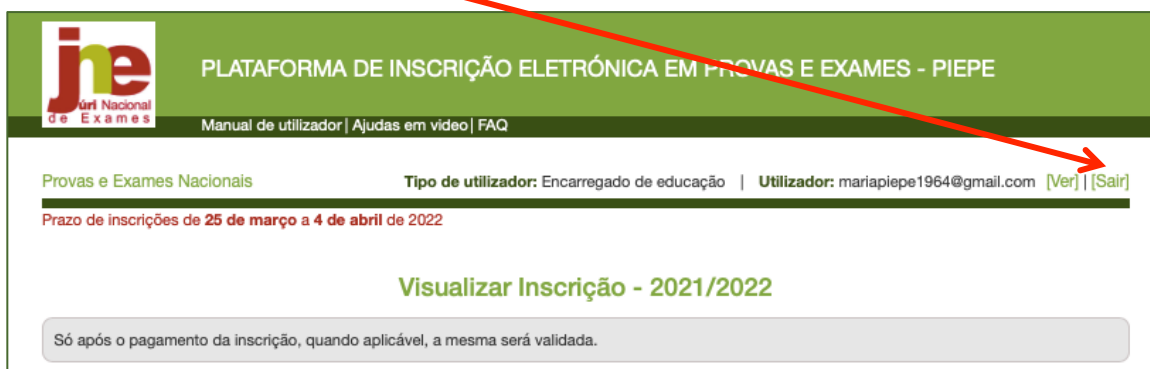 jne
Júri Nacional
de Exames
PLATAFORMA DE INSCRIÇÃO ELETRÓNICA EM PROVAS E EXAMES - PIEPE
Manual de utilizador| Ajudas em video| FAQ
Provas e Exames Nacionais
Tipo de utilizador: Encarregado de educação | Utilizador: mariapiepe1964@gmail.com [Ver] | [Sair]
Prazo de inscrições de 25 de março a 4 de abril de 2022
Visualizar Inscrição - 2021/2022
Só após o pagamento da inscrição, quando aplicável, a mesma será validada.